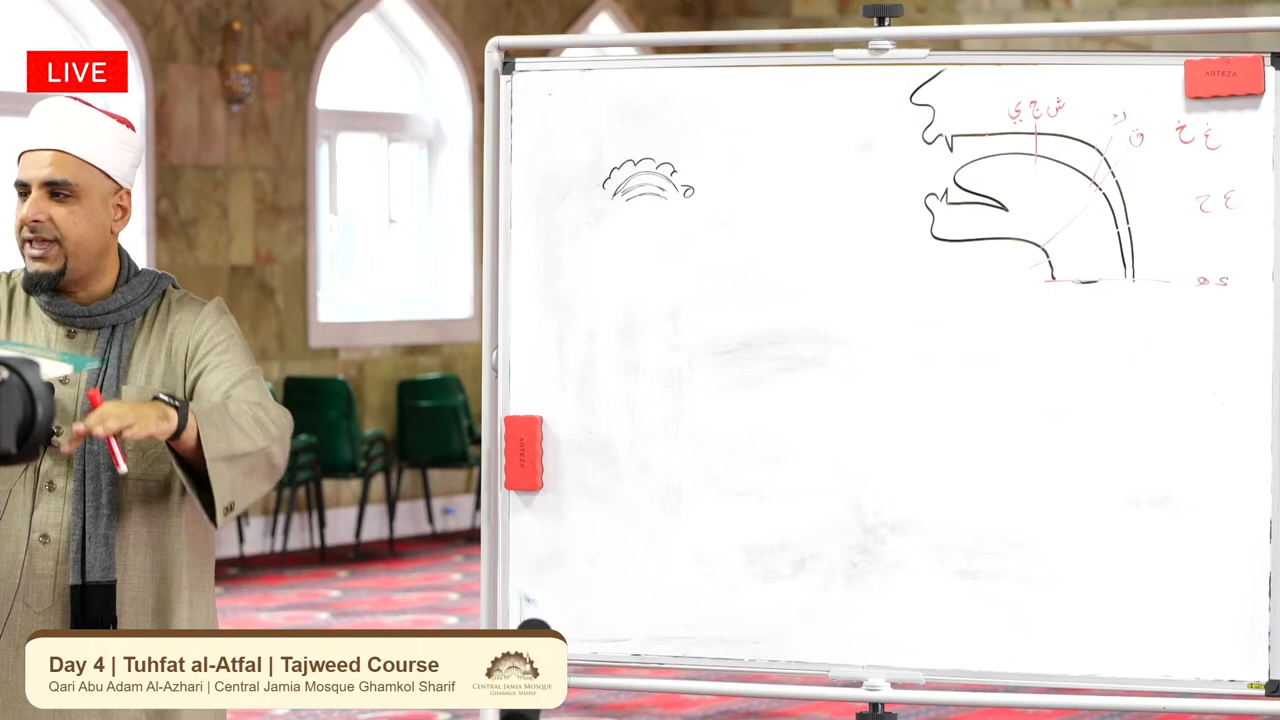 LIVE
ARTEZA
ش ج ي
ك
ق
غ خ
ع ح
ء ه
ARTEZA
Day 4 | Tuhfat al-Atfal | Tajweed Course
Qari Abu Adam Al-Azhari | Central Jamia Mosque Ghamkol Sharif
CENTRAL JAMIA MOSQUE
GHAMKOL SHARIF